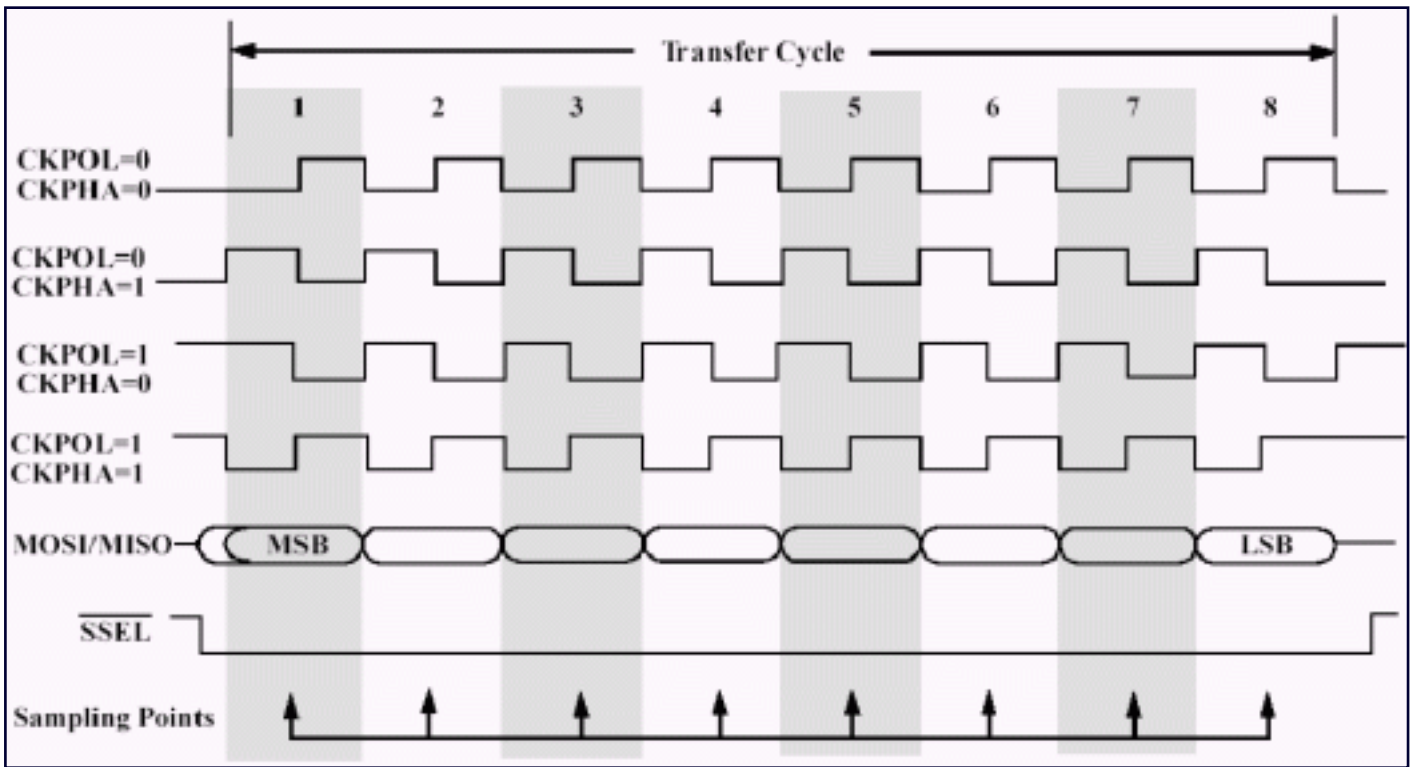 Transfer Cycle
1 2 3 4 5 6 7 8
CKPOL=0
CKPHA=0
CKPOL=0
CKPHA=1
CKPOL=1
CKPHA=0
CKPOL=1
CKPHA=1
MOSI/MISO MSB LSB
SSEL
Sampling Points